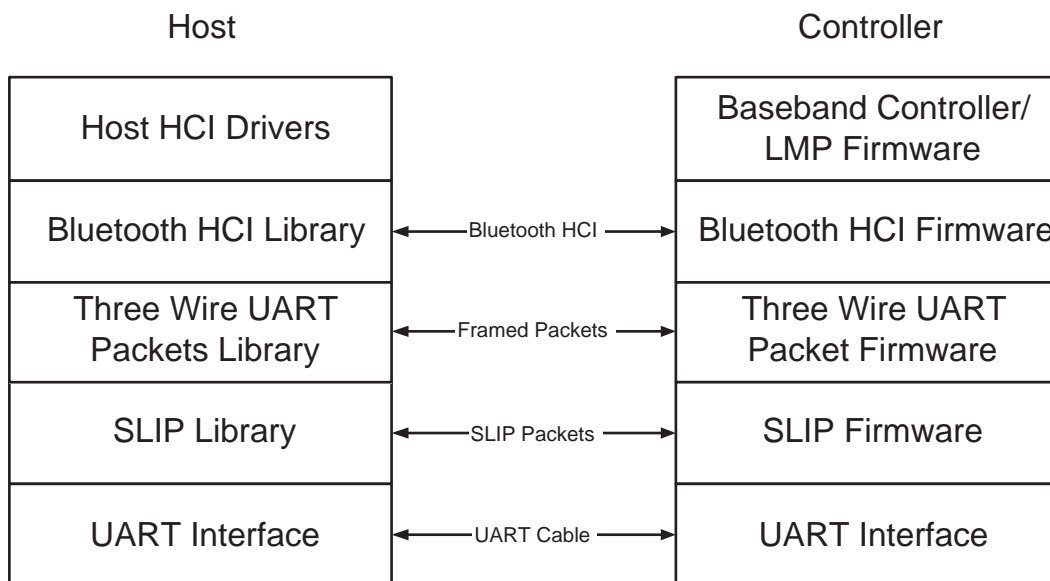 Host
Controller
Host HCI Drivers
Baseband Controller/
LMP Firmware
Bluetooth HCI Library
Bluetooth HCI
Bluetooth HCI Firmware
Three Wire UART
Packets Library
Framed Packets
Three Wire UART
Packet Firmware
SLIP Library
SLIP Packets
SLIP Firmware
UART Interface
UART Cable
UART Interface